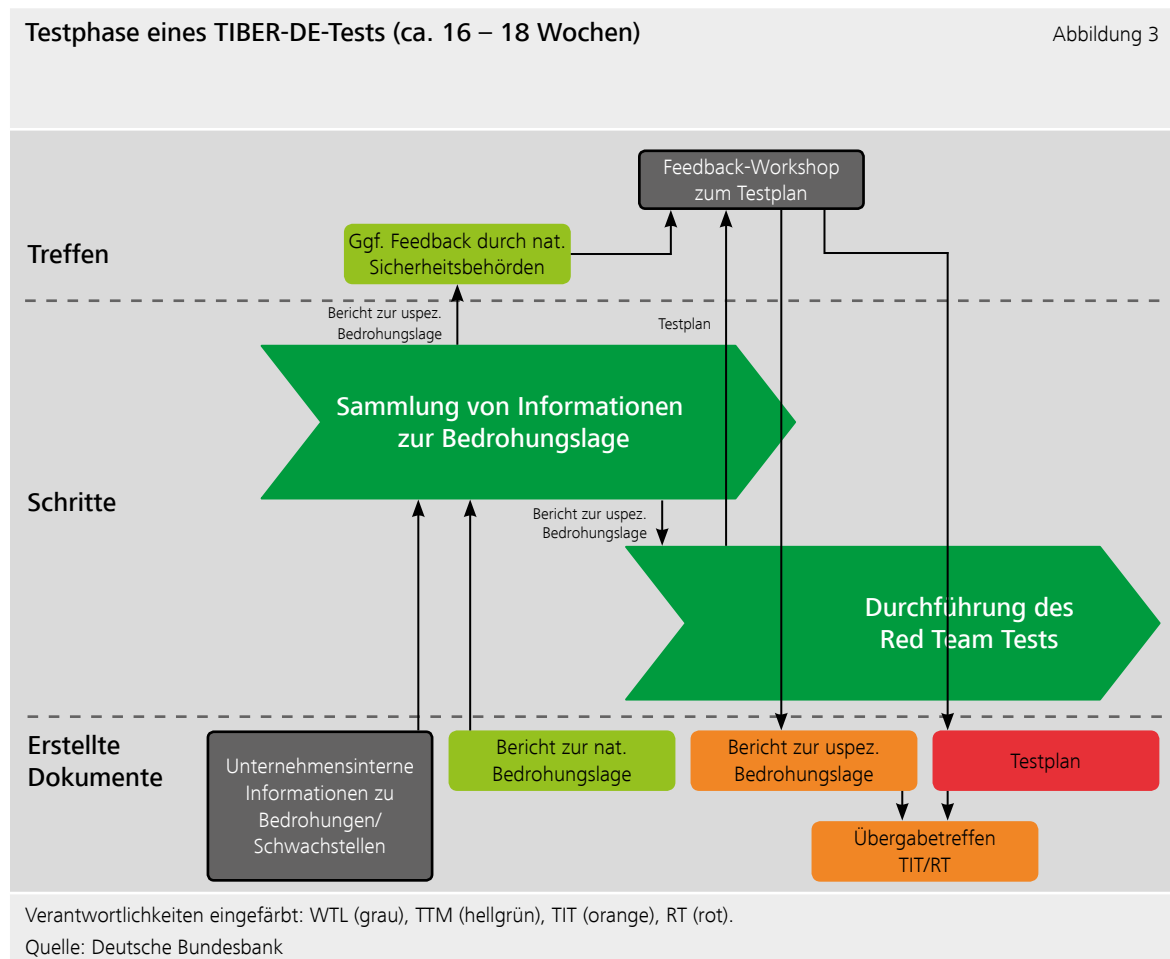 Testphase eines TIBER-DE-Tests (ca. 16 – 18 Wochen)
Abbildung 3
Feedback-Workshop
zum Testplan
Treffen
Ggf. Feedback durch nat.
Sicherheitsbehörden
Bericht zur uspez.
Bedrohungslage
Testplan
Sammlung von Informationen
zur Bedrohungslage
Schritte
Bericht zur uspez.
Bedrohungslage
Durchführung des
Red Team Tests
Erstellte
Dokumente
Unternehmensinterne
Informationen zu
Bedrohungen/
Schwachstellen
Bericht zur nat.
Bedrohungslage
Bericht zur uspez.
Bedrohungslage
Testplan
Übergabetreffen
TIT/RT
Verantwortlichkeiten eingefärbt: WTL (grau), TTM (hellgrün), TIT (orange), RT (rot).
Quelle: Deutsche Bundesbank